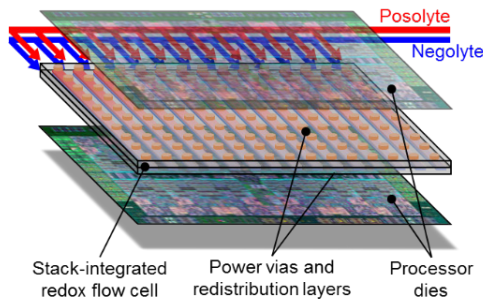 Posolyte
Negolyte
Stack-integrated
redox flow cell
Power vias and
redistribution layers
Processor
dies